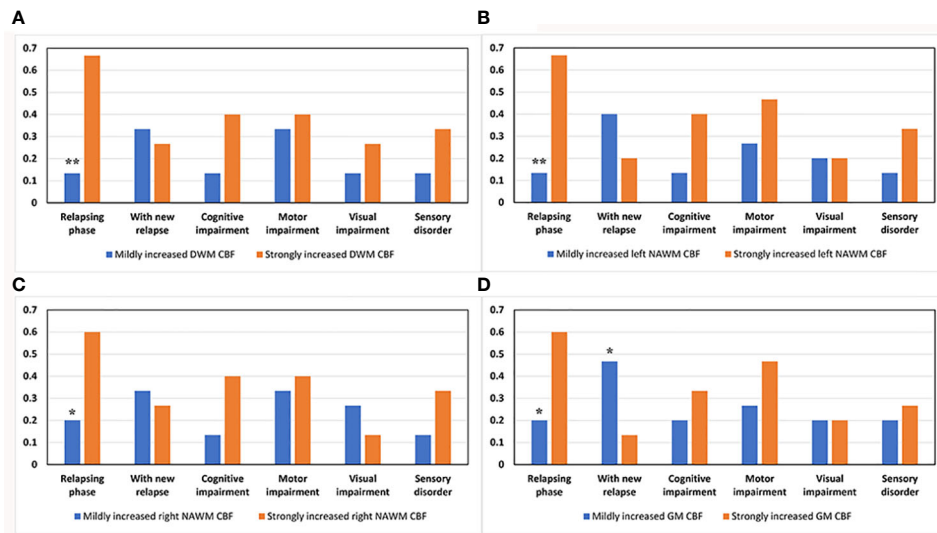 A
0.7
0.6
0.5
0.4
0.3
0.2
0.1
0
**
Relapsing phase
With new relapse
Cognitive impairment
Motor impairment
Visual impairment
Sensory disorder
Mildly increased DWM CBF
Strongly increased DWM CBF
B
0.7
0.6
0.5
0.4
0.3
0.2
0.1
0
**
Relapsing phase
With new relapse
Cognitive impairment
Motor impairment
Visual impairment
Sensory disorder
Mildly increased left NAWM CBF
Strongly increased left NAWM CBF
C
0.7
0.6
0.5
0.4
0.3
0.2
0.1
0
*
Relapsing phase
With new relapse
Cognitive impairment
Motor impairment
Visual impairment
Sensory disorder
Mildly increased right NAWM CBF
Strongly increased right NAWM CBF
D
0.7
0.6
0.5
0.4
0.3
0.2
0.1
0
*
*
Relapsing phase
With new relapse
Cognitive impairment
Motor impairment
Visual impairment
Sensory disorder
Mildly increased GM CBF
Strongly increased GM CBF